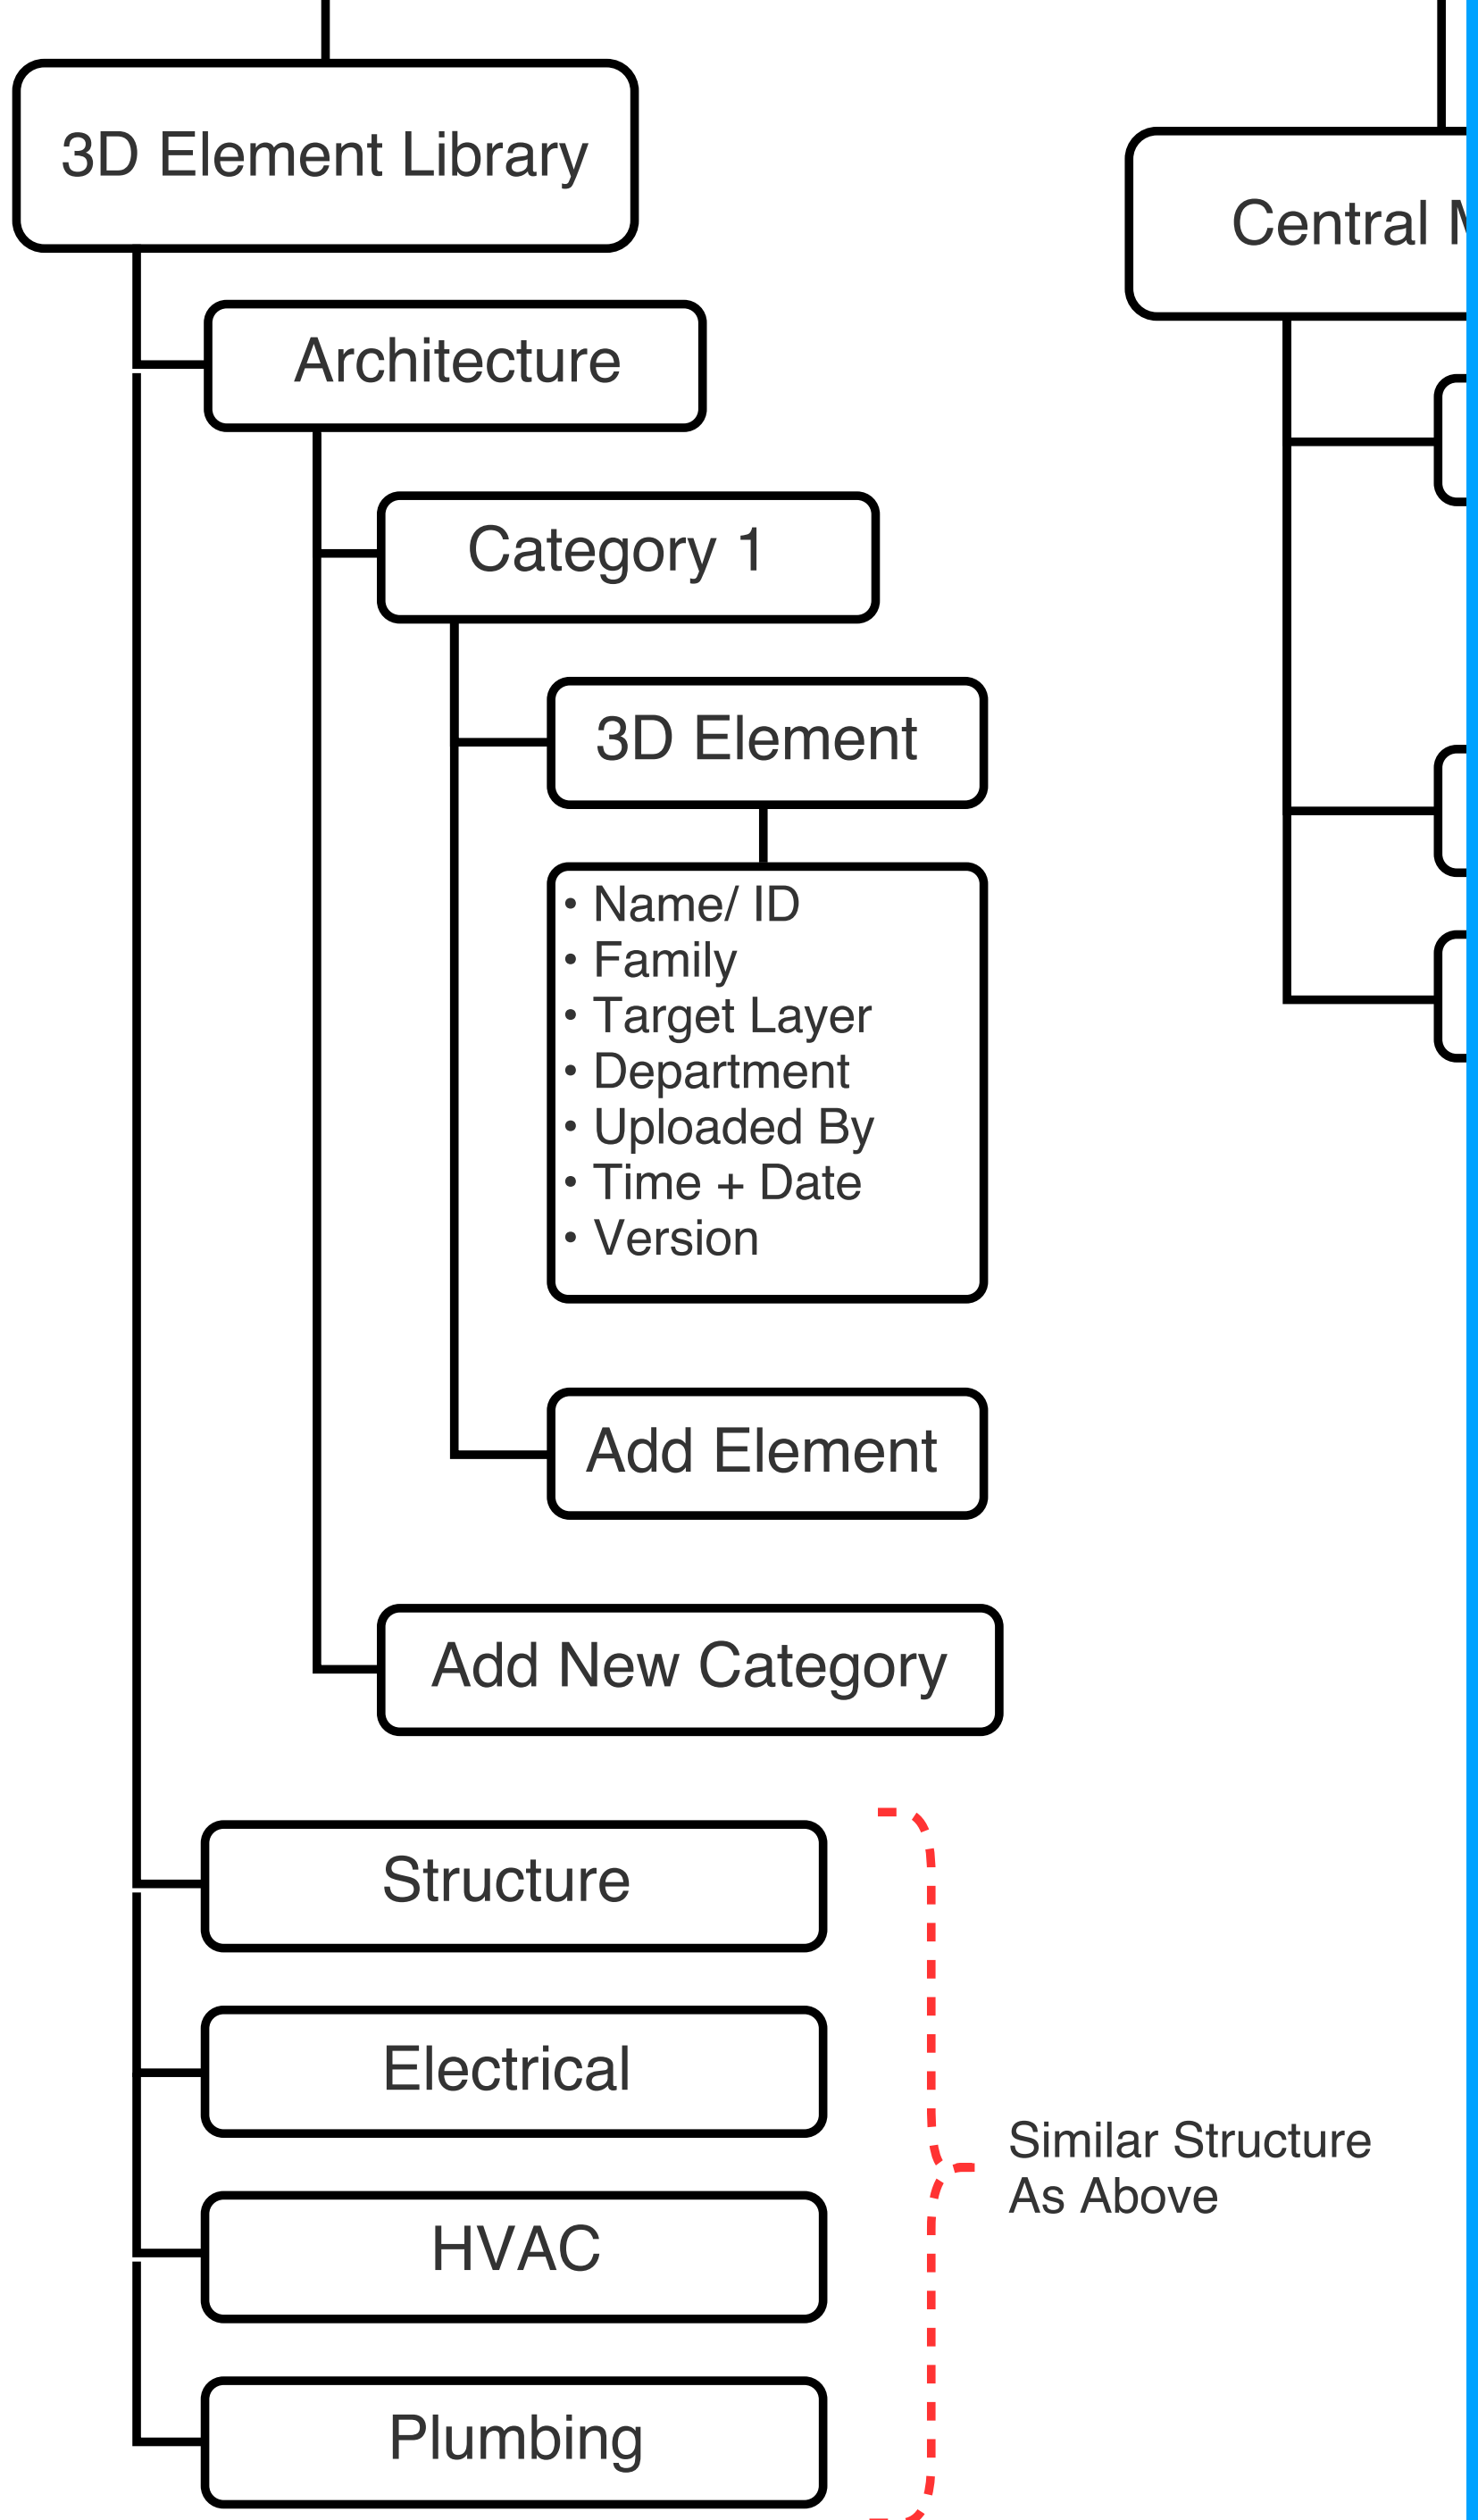 3D Element Library
Central
Architecture
Category 1
3D Element
• Name/ ID
• Family
• Target Layer
• Department
• Uploaded By
• Time + Date
• Version
Add Element
Add New Category
Structure
Electrical
HVAC
Plumbing
Similar Structure
As Above